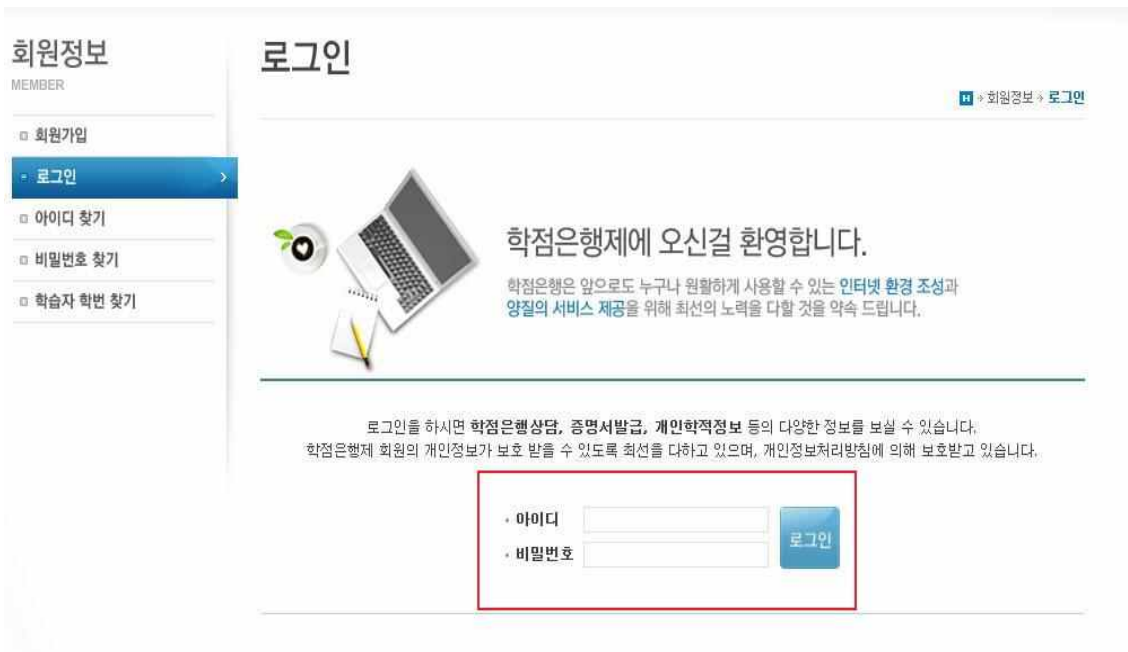 회원정보
MEMBER
회원가입
로그인
아이디 찾기
비밀번호 찾기
학습자 학번 찾기
로그인
H 회원정보 로그인
학점은행제에 오신걸 환영합니다.
학점은행은 앞으로도 누구나 원활하게 사용할 수 있는 인터넷 환경 조성과
양질의 서비스 제공을 위해 최선의 노력을 다할 것을 약속 드립니다.
로그인을 하시면 학점은행상담, 증명서발급, 개인학적정보 등의 다양한 정보를 보실 수 있습니다.
학점은행제 회원의 개인정보가 보호 받을 수 있도록 최선을 다하고 있으며, 개인정보처리방침에 의해 보호받고 있습니다.
아이디
비밀번호
로그인